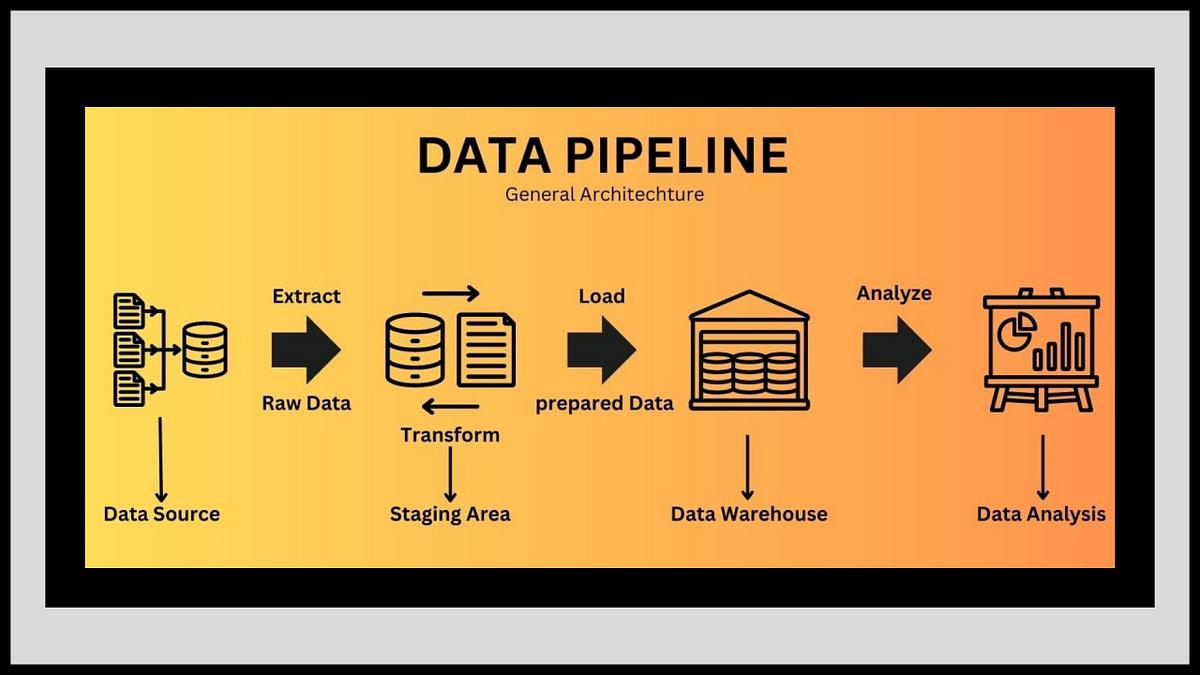 DATA PIPELINE
General Architechture
Extract
Raw Data
Transform
Load
prepared Data
Analyze
Data Source
Staging Area
Data Warehouse
Data Analysis